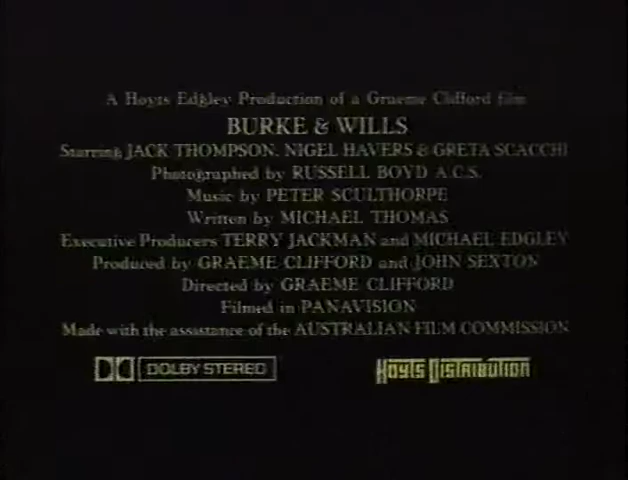 A Hoyts Edgley Production of a Graeme Clifford film
BURKE & WILLS
Starring JACK THOMPSON, NIGEL HAVERS & GRETA SCACCHI
Photographed by RUSSELL BOYD A.C.S.
Music by PETER SCULTHORPE
Written by MICHAEL THOMAS
Executive Producers TERRY JACKMAN and MICHAEL EDGLEY
Produced by GRAEME CLIFFORD and JOHN SEXTON
Directed by GRAEME CLIFFORD
Filmed in PANAVISION
Made with the assistance of the AUSTRALIAN FILM COMMISSION
DOLBY STEREO HOYTS DISTRIBUTION